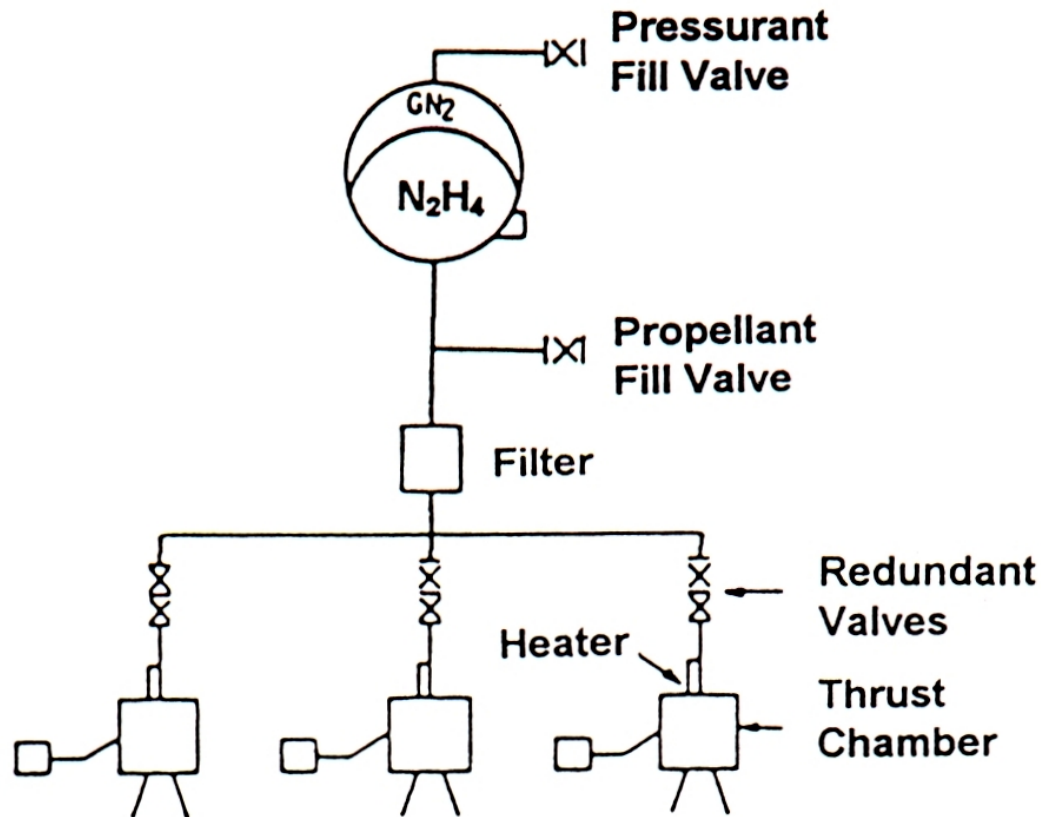 Pressurant
Fill Valve
GN2
N₂H₄
Propellant
Fill Valve
Filter
Redundant
Valves
Heater
Thrust
Chamber